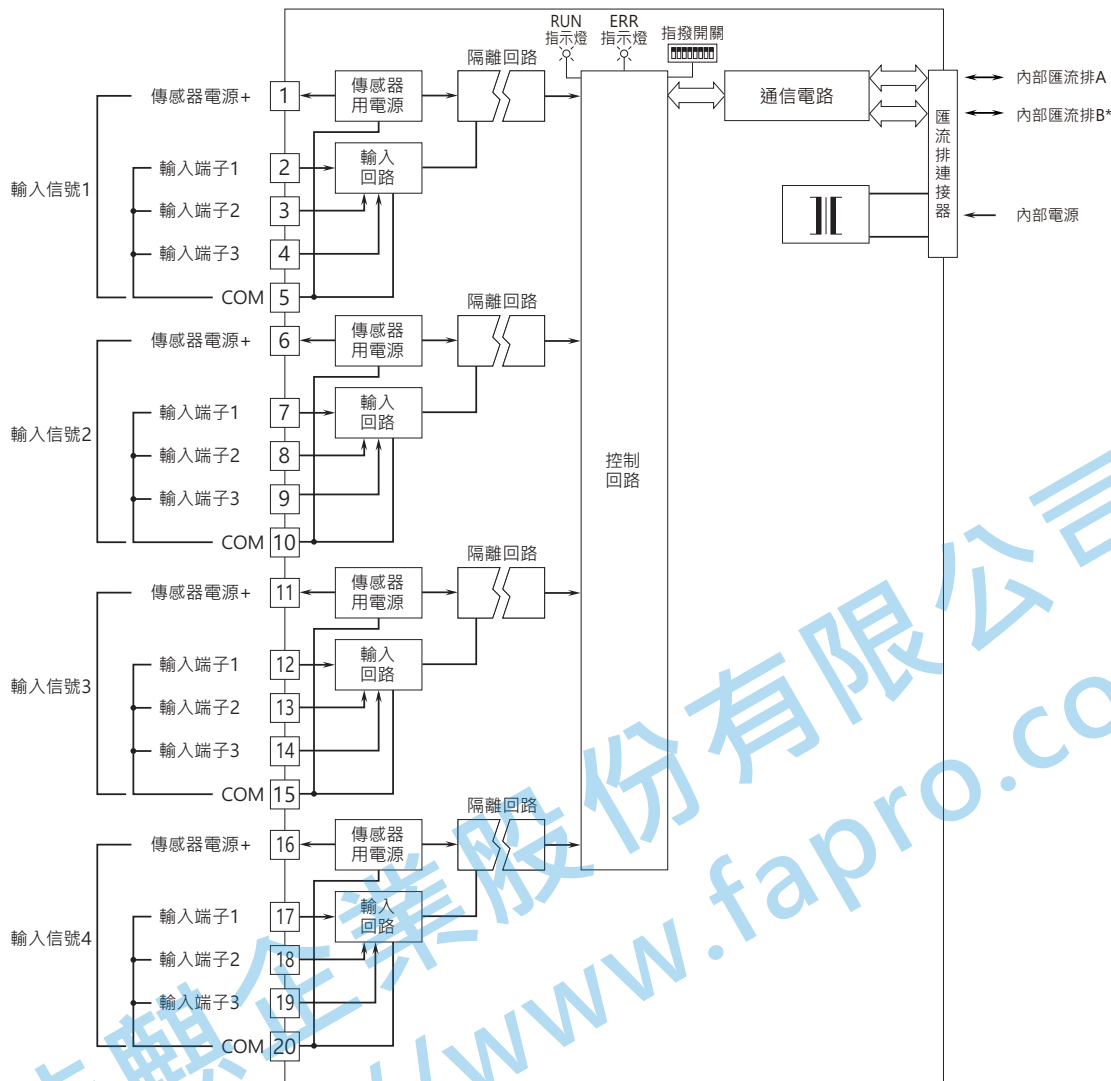 RUN
指示燈
ERR
指示燈
指撥開關
隔離回路
傳感器電源+
1
傳感器
用電源
通信電路
內部匯流排A
內部匯流排B*
匯流排連接器
內部電源
輸入信號1
輸入端子1
2
輸入
回路
輸入端子2
3
輸入端子3
4
COM
5
隔離回路
傳感器電源+
6
傳感器
用電源
輸入信號2
輸入端子1
7
輸入
回路
輸入端子2
8
輸入端子3
9
COM
10
控制
回路
隔離回路
傳感器電源+
11
傳感器
用電源
輸入信號3
輸入端子1
12
輸入
回路
輸入端子2
13
輸入端子3
14
COM
15
隔離回路
傳感器電源+
16
傳感器
用電源
輸入信號4
輸入端子1
17
輸入
回路
輸入端子2
18
輸入端子3
19
COM
20
願企業股份有限公司
//www.fapro.co